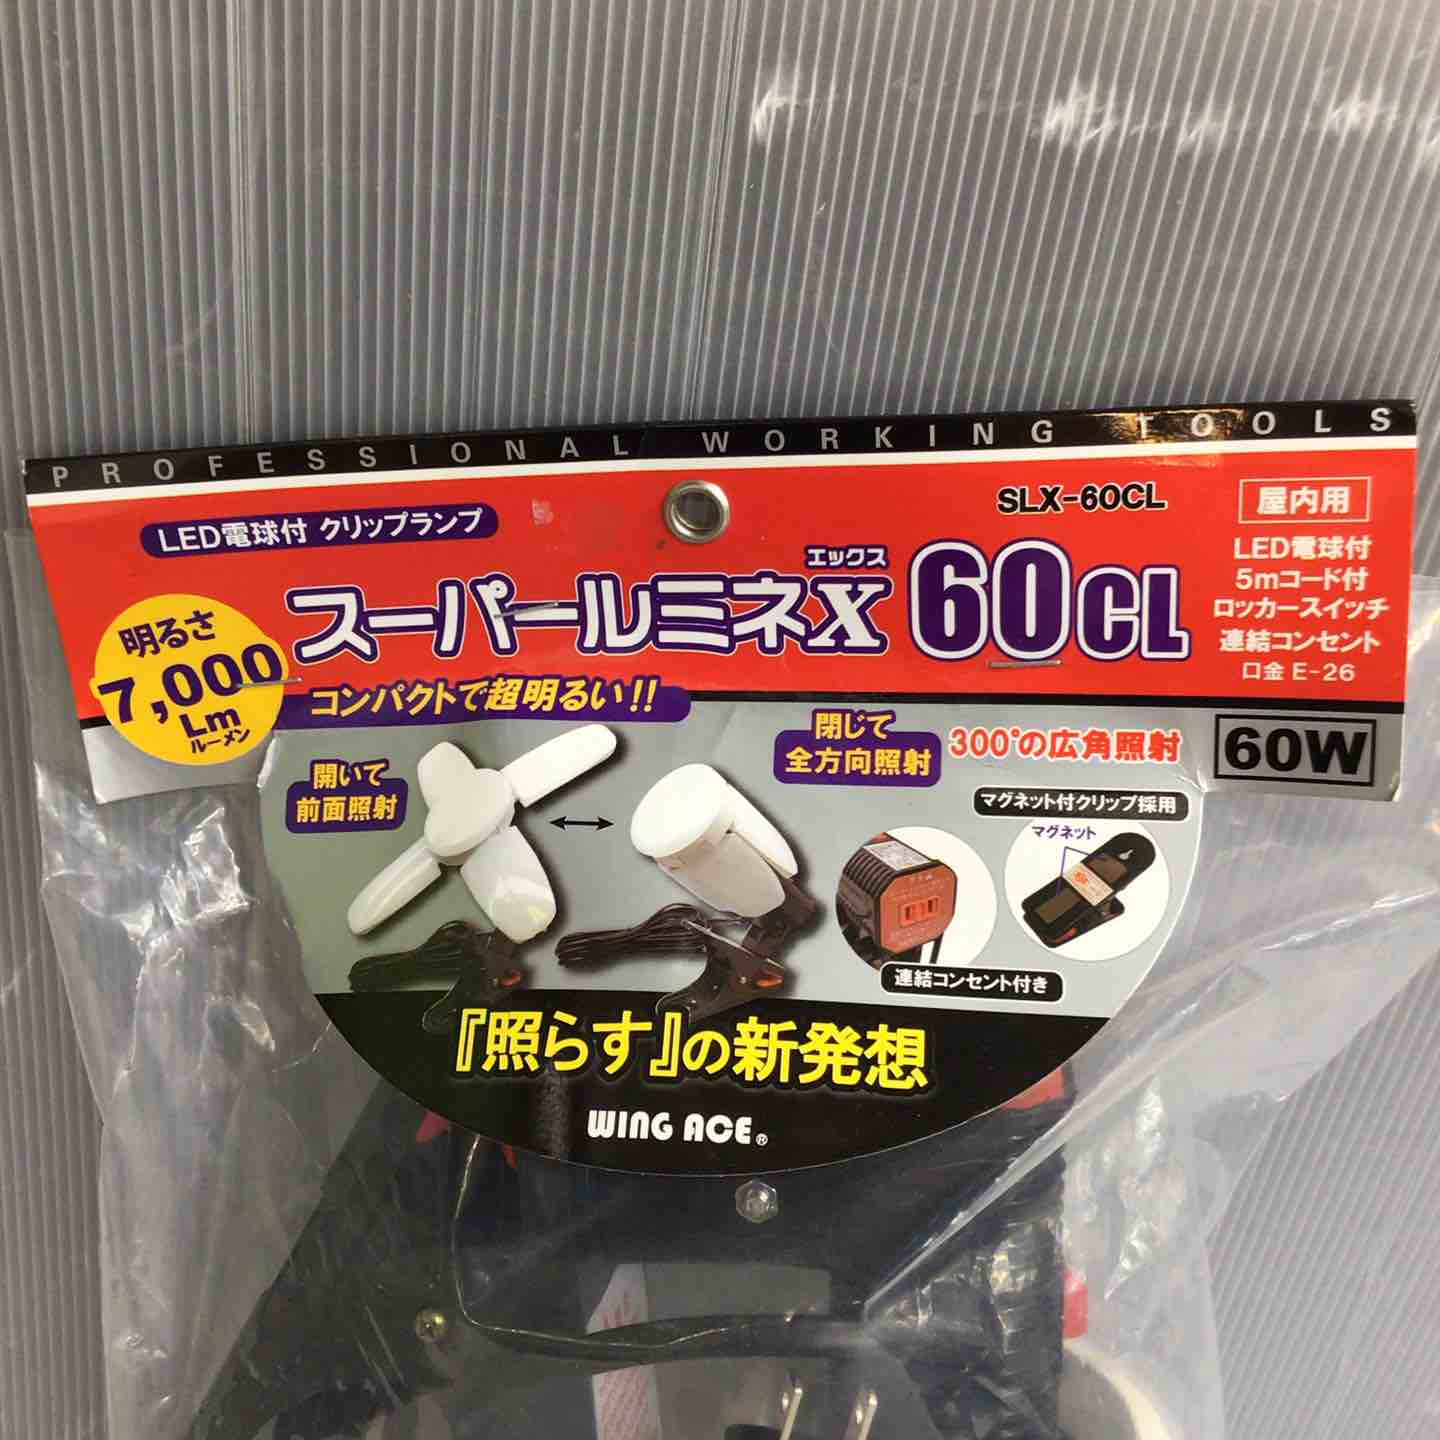 PROFESSIONAL WORKING TOOLS
LED電球付 クリップランプ
SLX-60CL
屋内用
エックス
スーパールミネX 60CL
LED電球付
5mコード付
ロッカースイッチ
連結コンセント
口金 E-26
明るさ
7,000
Lm
ルーメン
コンパクトで超明るい!!
60W
開いて
前面照射
閉じて
全方向照射
300°の広角照射
マグネット付クリップ採用
マグネット
連結コンセント付き
『照らす』の新発想
WING ACE®